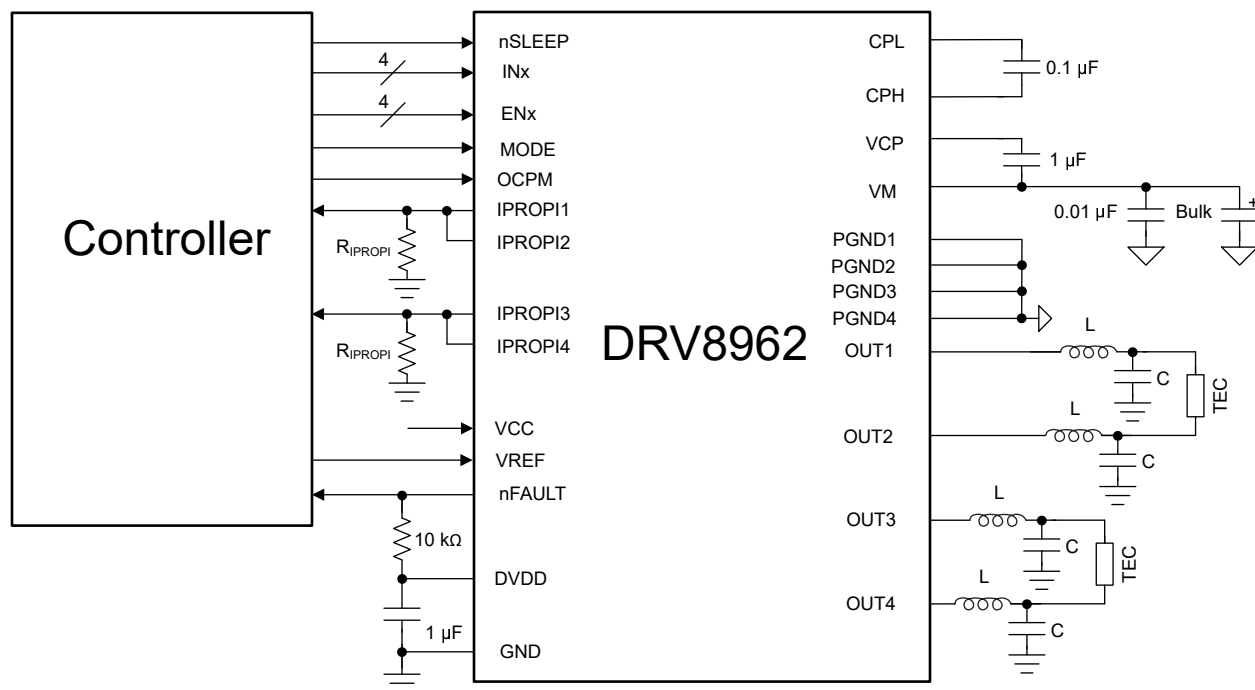 Controller
DRV8962
nSLEEP
4
INx
4
ENx
MODE
OCPM
IPROPI1
IPROPI2
RIPROPI
IPROPI3
IPROPI4
RIPROPI
VCC
VREF
nFAULT
10 kΩ
DVDD
1 µF
GND
CPL
0.1 µF
CPH
VCP
1 µF
VM
0.01 µF
Bulk
+
PGND1
PGND2
PGND3
PGND4
OUT1
L
C
TEC
OUT2
L
C
OUT3
L
C
TEC
OUT4
L
C